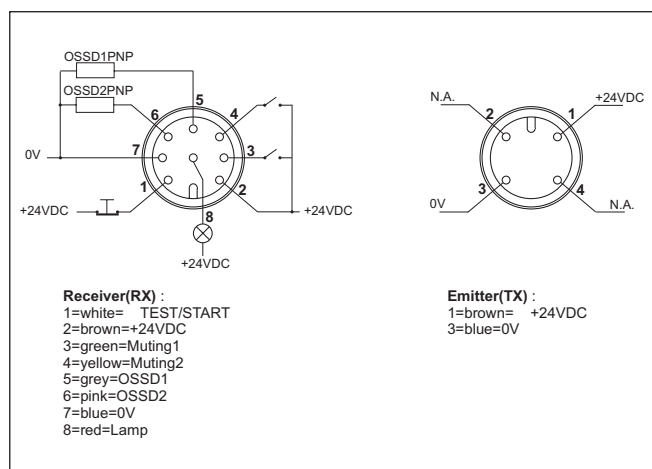 OSSD1PNP
OSSD2PNP
5
6
4
0V
7
3
1
2
+24VDC
+24VDC
8
+24VDC
Receiver(RX) :
1=white= TEST/START
2=brown=+24VDC
3=green=Muting1
4=yellow=Muting2
5=grey=OSSD1
6=pink=OSSD2
7=blue=0V
8=red=Lamp
N.A.
+24VDC
2
1
3
4
0V
N.A.
Emitter(TX) :
1=brown= +24VDC
3=blue=0V